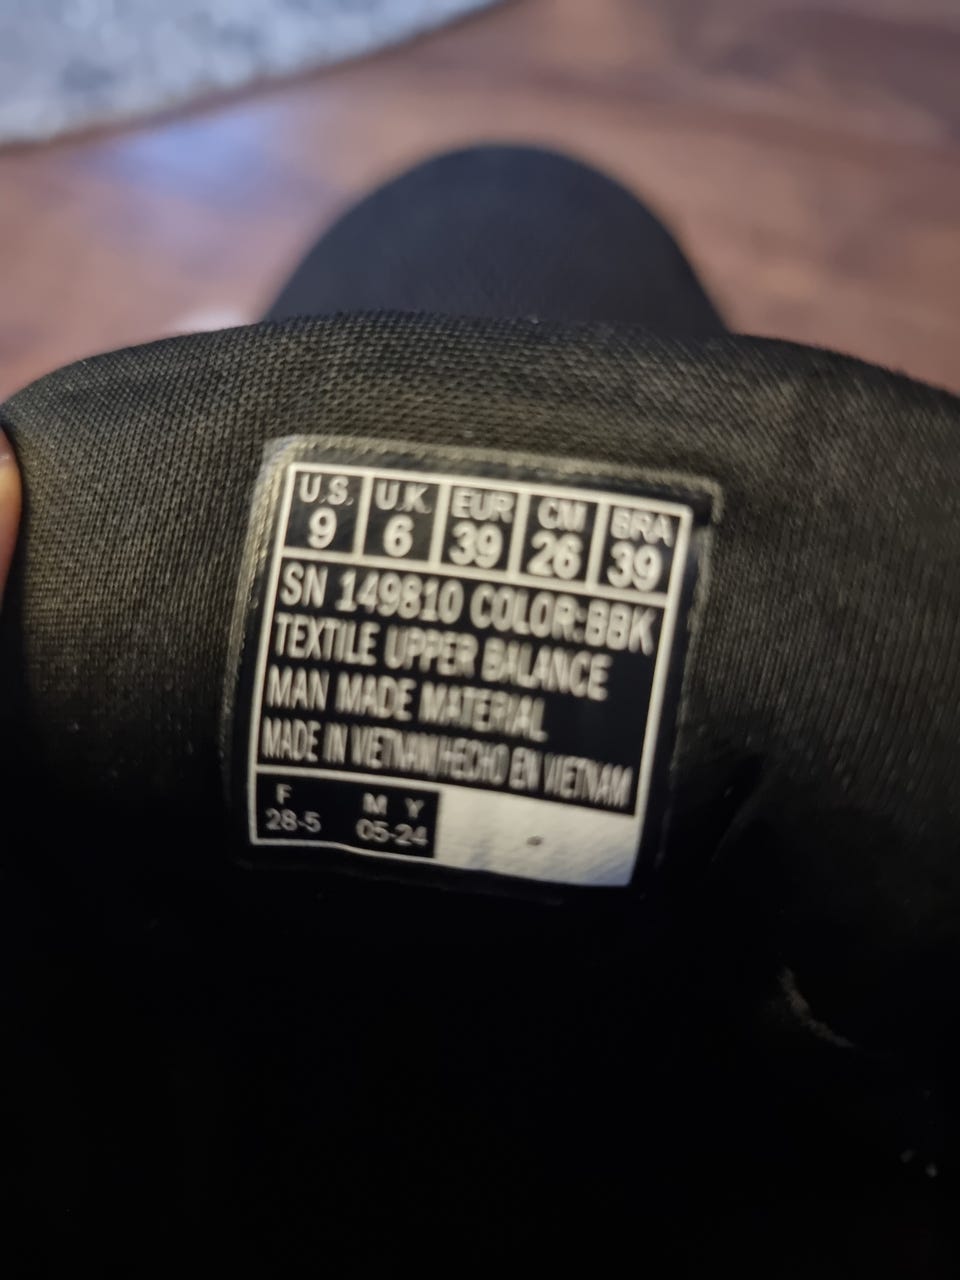 U.S. U.K. EUR CM BRA
9 6 39 26 39
SN 149810 COLOR:BBK
TEXTILE UPPER BALANCE
MAN MADE MATERIAL
MADE IN VIETNAM/HECHO EN VIETNAM
F M Y
28-5 05-24